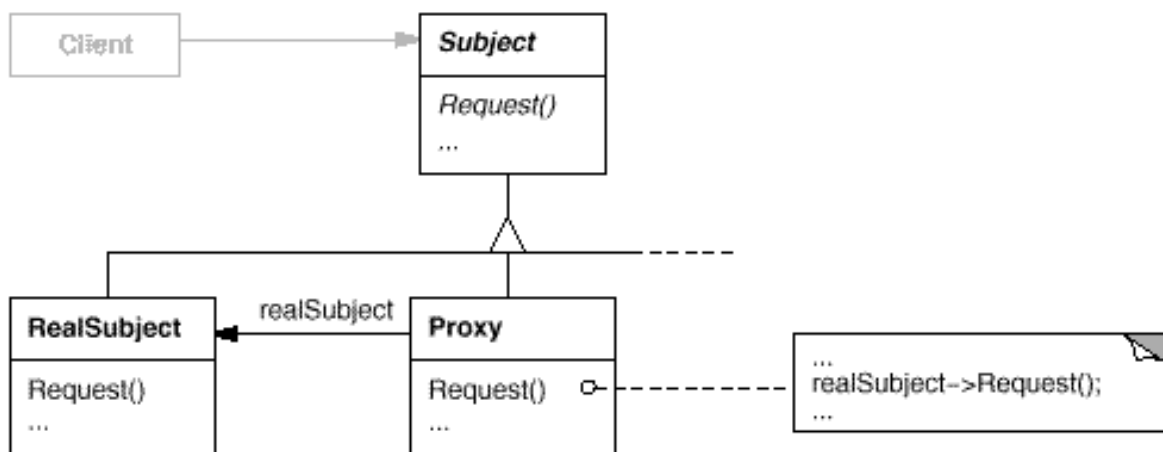 Client
Subject
Request()
...
realSubject
RealSubject
Proxy
Request()
...
Request()
...
...
realSubject->Request();
...